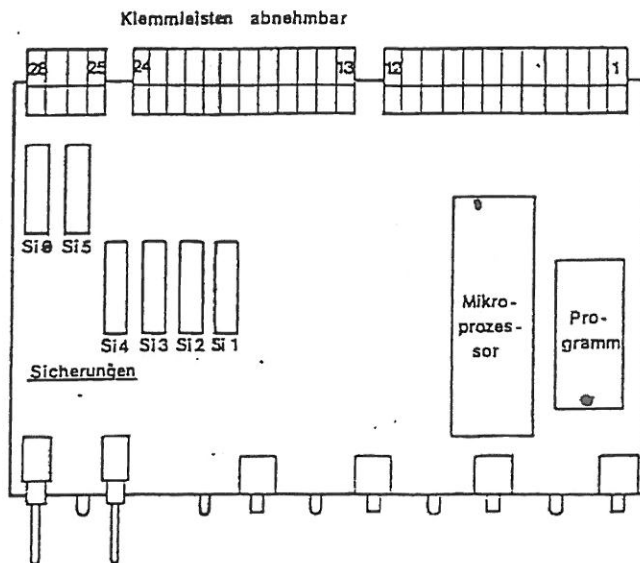 Klemmleisten abnehmbar
28 25 24 13 12 1
Si6 Si5
Si4 Si3 Si2 Si1
Sicherungen
Mikro-
prozes-
sor
Pro-
gramm